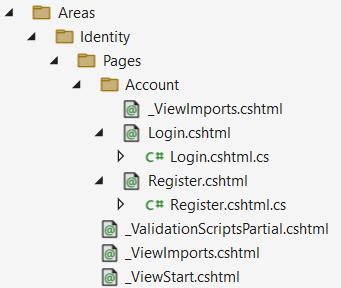 Areas
Identity
Pages
Account
_ViewImports.cshtml
Login.cshtml
C# Login.cshtml.cs
Register.cshtml
C# Register.cshtml.cs
_ValidationScriptsPartial.cshtml
_ViewImports.cshtml
_ViewStart.cshtml